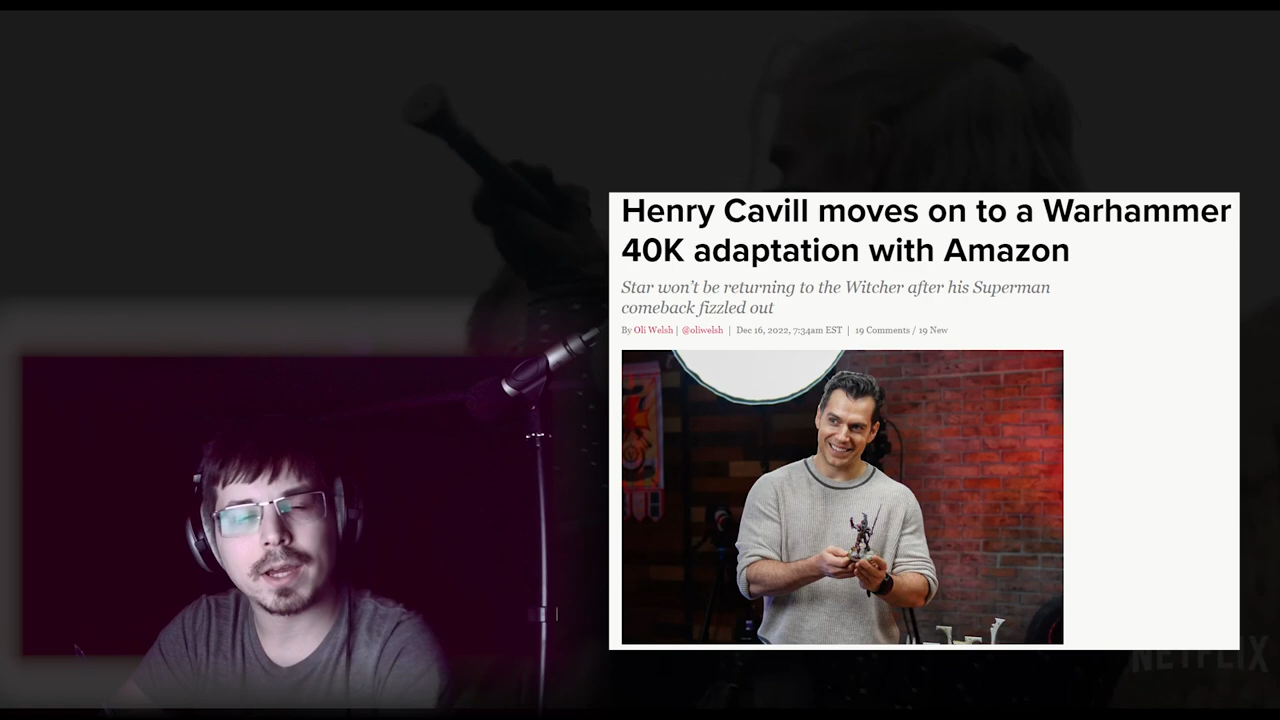 Henry Cavill moves on to a Warhammer
40K adaptation with Amazon
Star won’t be returning to the Witcher after his Superman
comeback fizzled out
By Oli Welsh | @oliwelsh | Dec 16, 2022, 7:34am EST | 19 Comments / 19 New
NETFLIX